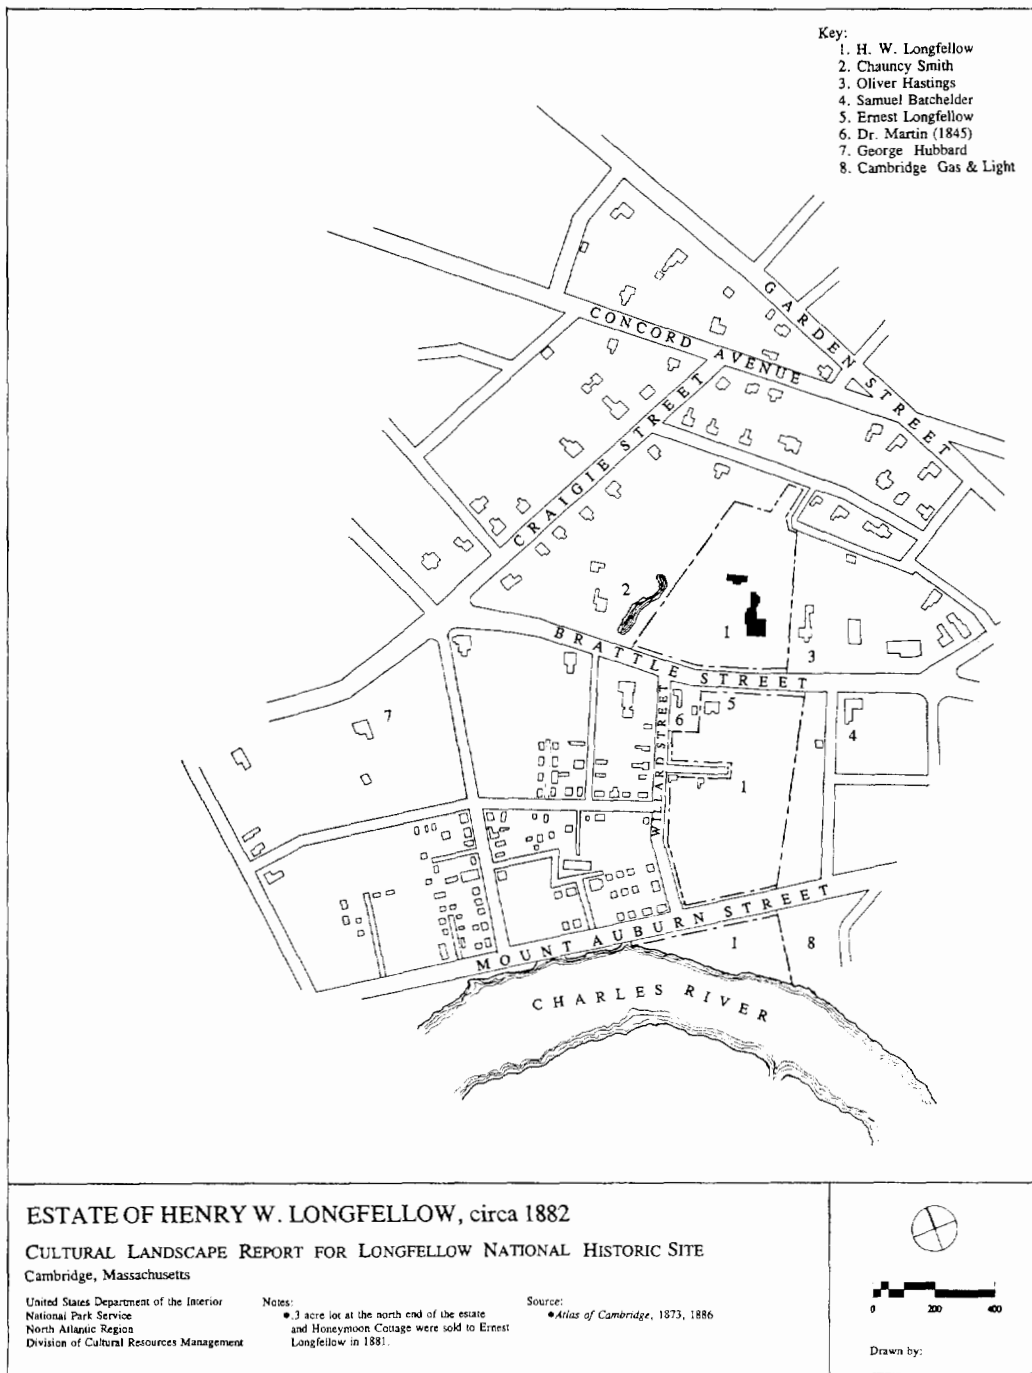 Key:
1. H. W. Longfellow
2. Chauncy Smith
3. Oliver Hastings
4. Samuel Batchelder
5. Ernest Longfellow
6. Dr. Martin (1845)
7. George Hubbard
8. Cambridge Gas & Light
GARDEN STREET
CONCORD AVENUE
CRAIGIE STREET
2
1
3
BRATTLE STREET
7
6
5
4
WILLARD STREET
1
MOUNT AUBURN STREET
1
8
CHARLES RIVER
ESTATE OF HENRY W. LONGFELLOW, circa 1882
CULTURAL LANDSCAPE REPORT FOR LONGFELLOW NATIONAL HISTORIC SITE
Cambridge, Massachusetts
United States Department of the Interior
National Park Service
North Atlantic Region
Division of Cultural Resources Management
Notes:
•.3 acre lot at the north end of the estate
and Honeymoon Cottage were sold to Ernest
Longfellow in 1881.
Source:
•Atlas of Cambridge, 1873, 1886
0 200 400
Drawn by: